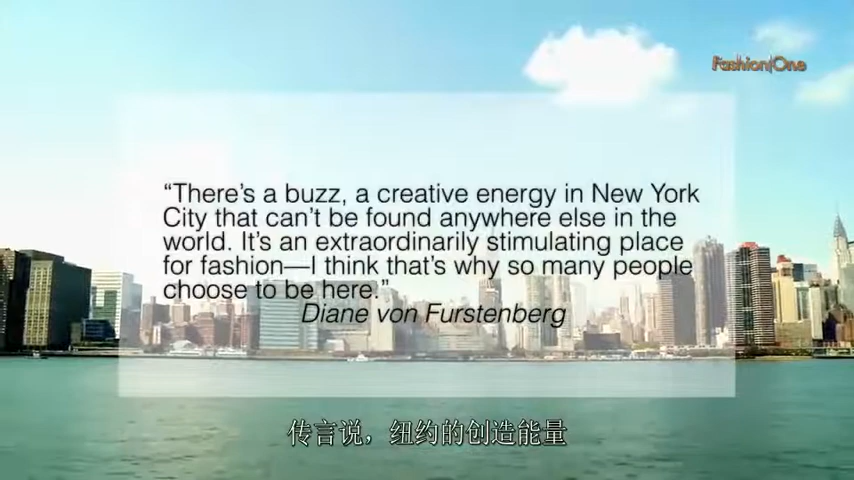 Fashion|One
“There’s a buzz, a creative energy in New York
City that can’t be found anywhere else in the
world. It’s an extraordinarily stimulating place
for fashion—I think that’s why so many people
choose to be here.”
Diane von Furstenberg
传言说，纽约的创造能量